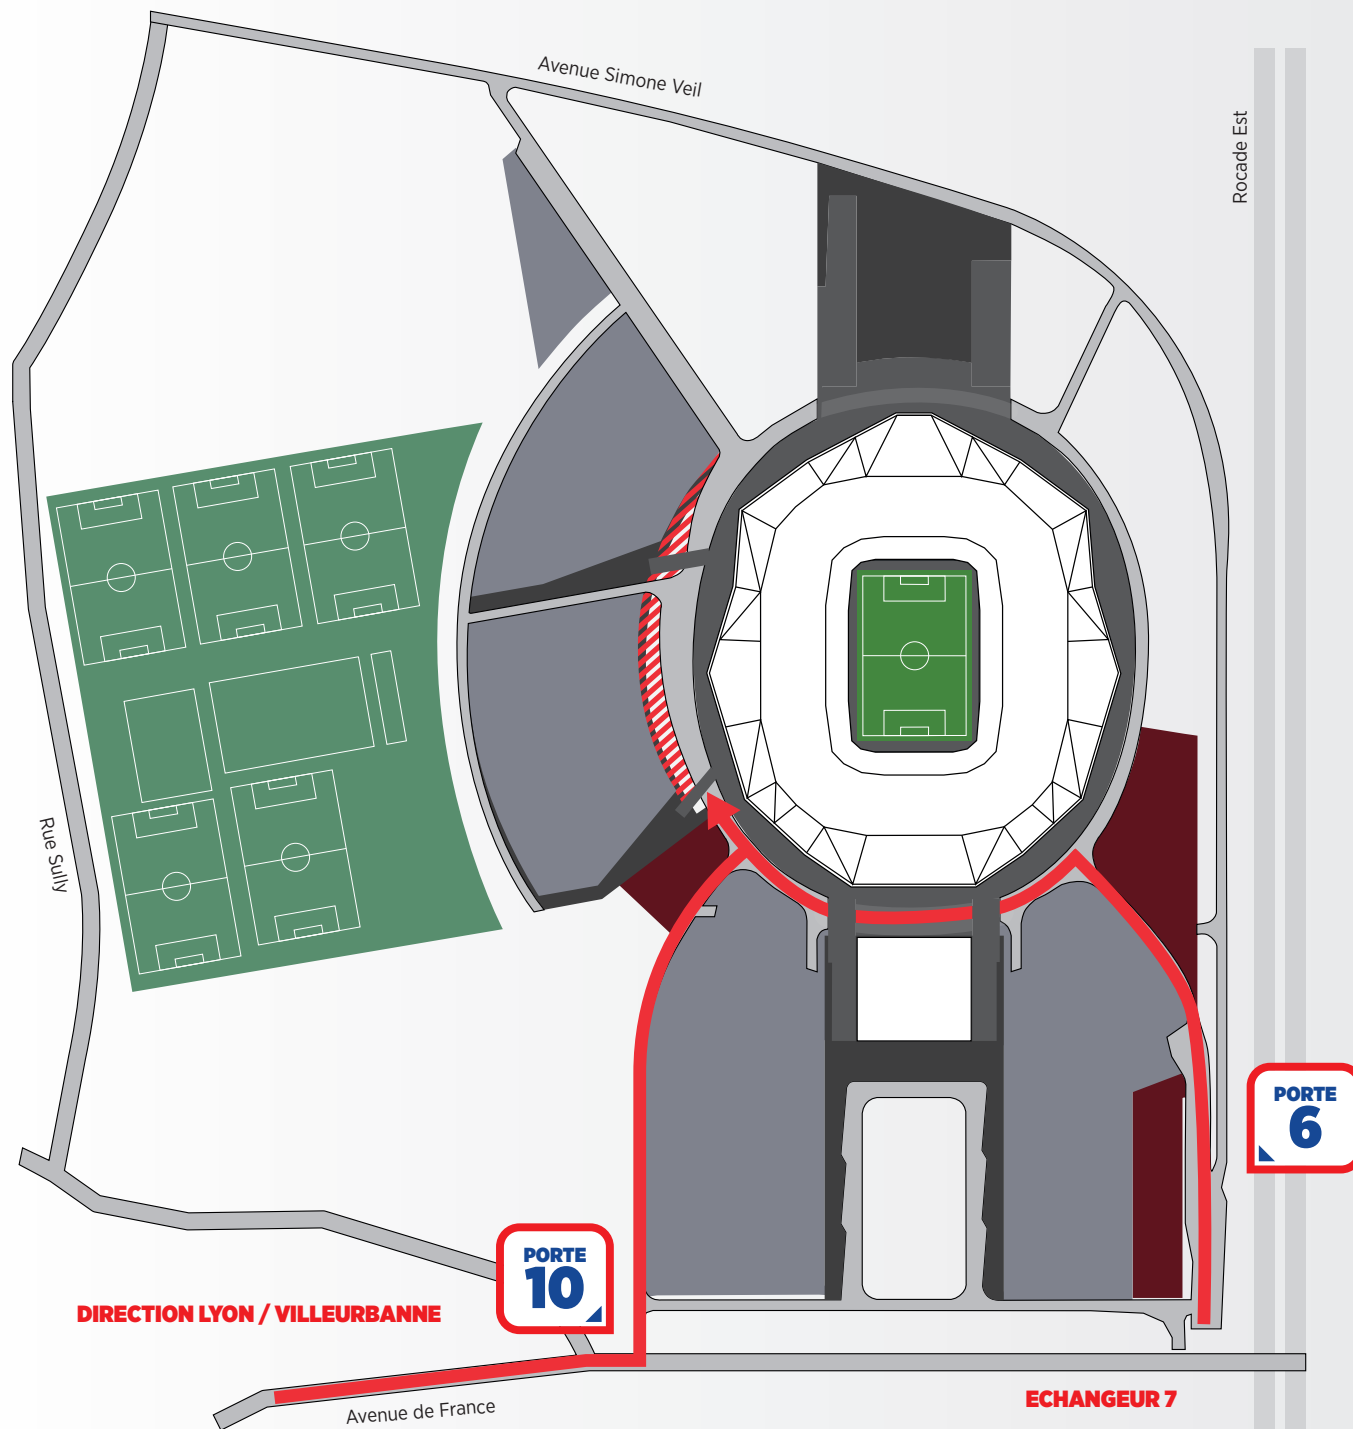 Avenue Simone Veil
Rocade Est
Rue Sully
PORTE
6
PORTE
10
DIRECTION LYON / VILLEURBANNE
Avenue de France
ECHANGEUR 7